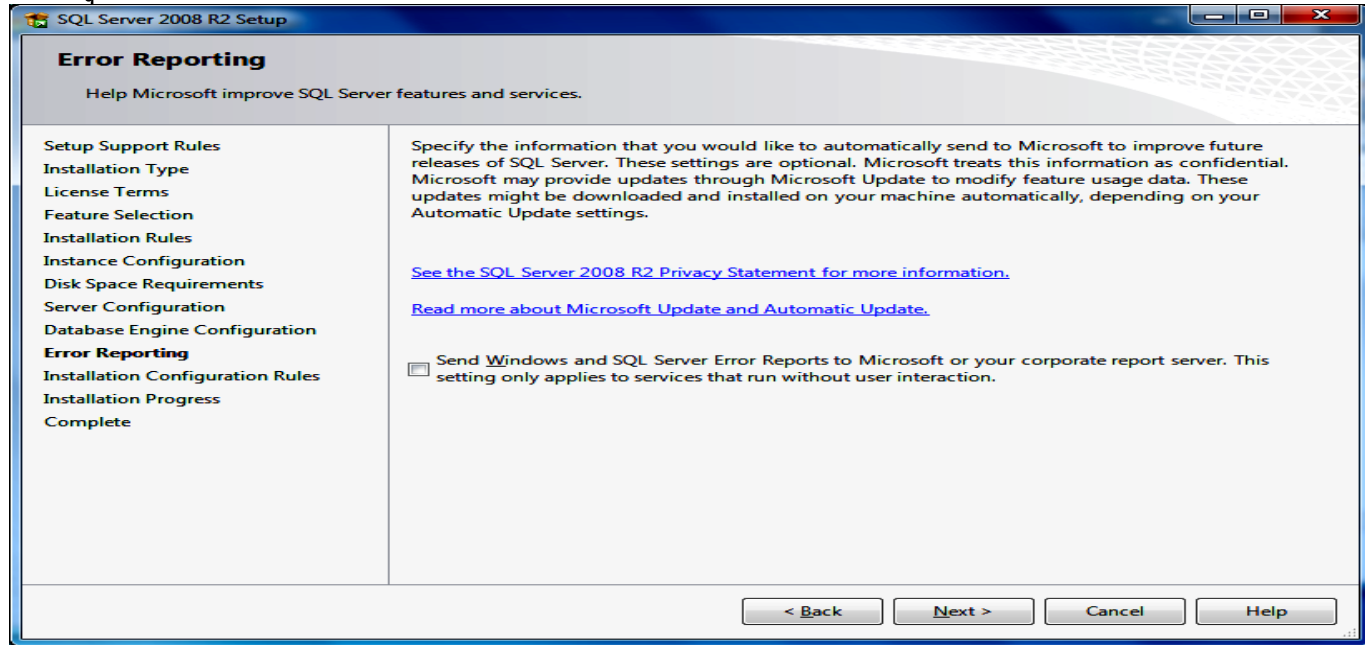 SQL Server 2008 R2 Setup
Error Reporting
Help Microsoft improve SQL Server features and services.
Setup Support Rules
Installation Type
License Terms
Feature Selection
Installation Rules
Instance Configuration
Disk Space Requirements
Server Configuration
Database Engine Configuration
Error Reporting
Installation Configuration Rules
Installation Progress
Complete
Specify the information that you would like to automatically send to Microsoft to improve future
releases of SQL Server. These settings are optional. Microsoft treats this information as confidential.
Microsoft may provide updates through Microsoft Update to modify feature usage data. These
updates might be downloaded and installed on your machine automatically, depending on your
Automatic Update settings.
See the SQL Server 2008 R2 Privacy Statement for more information.
Read more about Microsoft Update and Automatic Update.
Send Windows and SQL Server Error Reports to Microsoft or your corporate report server. This
setting only applies to services that run without user interaction.
< Back
Next >
Cancel
Help